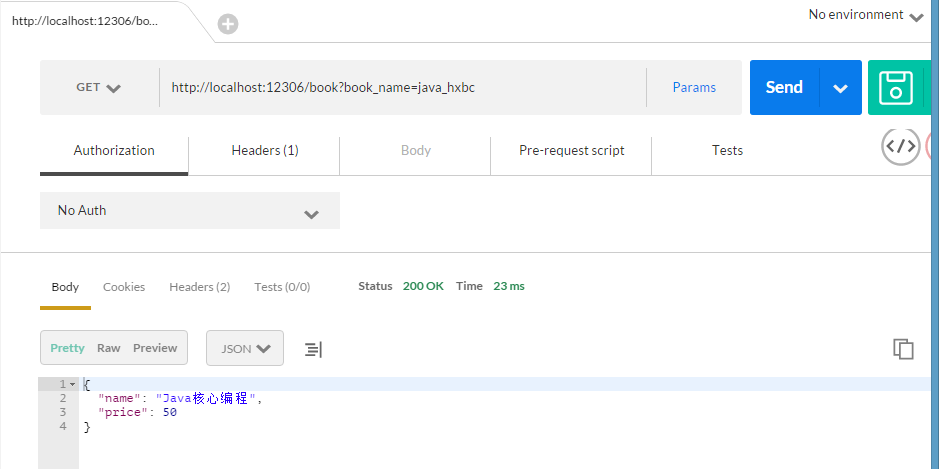 http://localhost:12306/bo...
No environment
GET
http://localhost:12306/book?book_name=java_hxbc
Params
Send
Authorization
Headers (1)
Body
Pre-request script
Tests
</>
No Auth
Body
Cookies
Headers (2)
Tests (0/0)
Status 200 OK Time 23 ms
Pretty Raw Preview
JSON
1 {
2 "name": "Java核心编程",
3 "price": 50
4 }